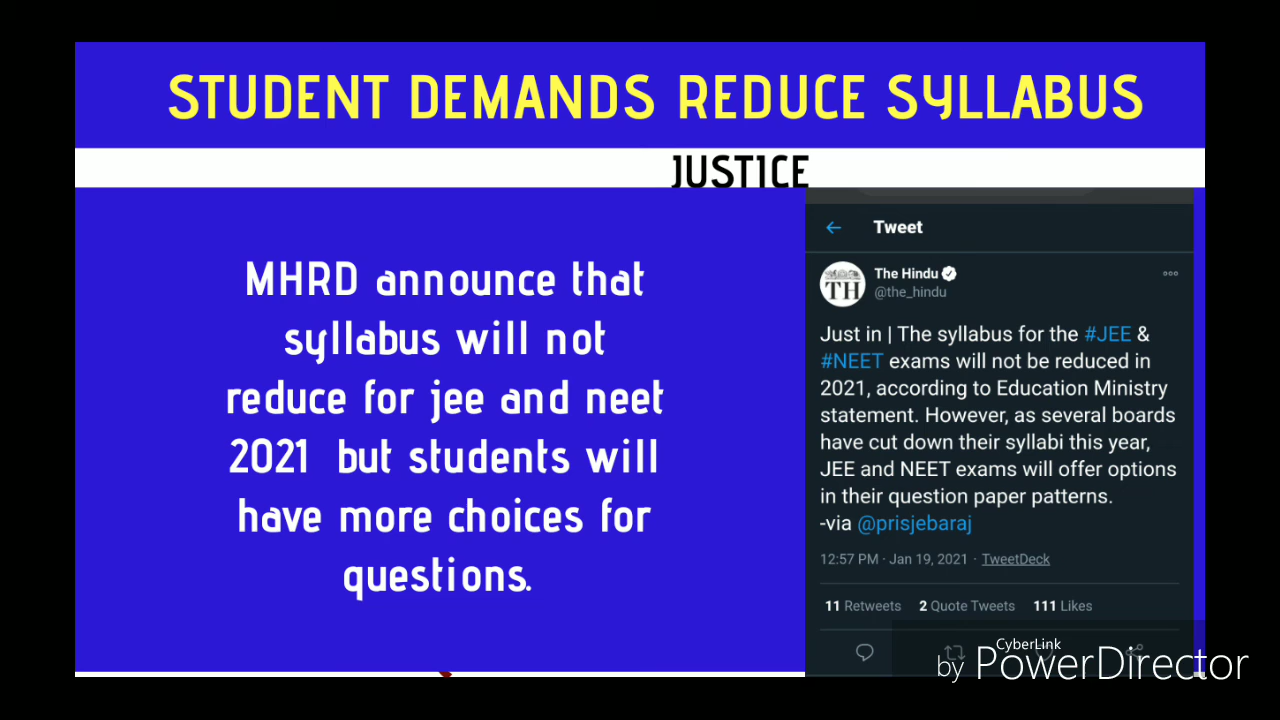 STUDENT DEMANDS REDUCE SYLLABUS
JUSTICE
MHRD announce that
syllabus will not
reduce for jee and neet
2021 but students will
have more choices for
questions.
Tweet
TH
The Hindu
@the_hindu
Just in | The syllabus for the #JEE &
#NEET exams will not be reduced in
2021, according to Education Ministry
statement. However, as several boards
have cut down their syllabi this year,
JEE and NEET exams will offer options
in their question paper patterns.
-via @prisjebaraj
12:57 PM · Jan 19, 2021 · TweetDeck
11 Retweets 2 Quote Tweets 111 Likes
CyberLink
by PowerDirector